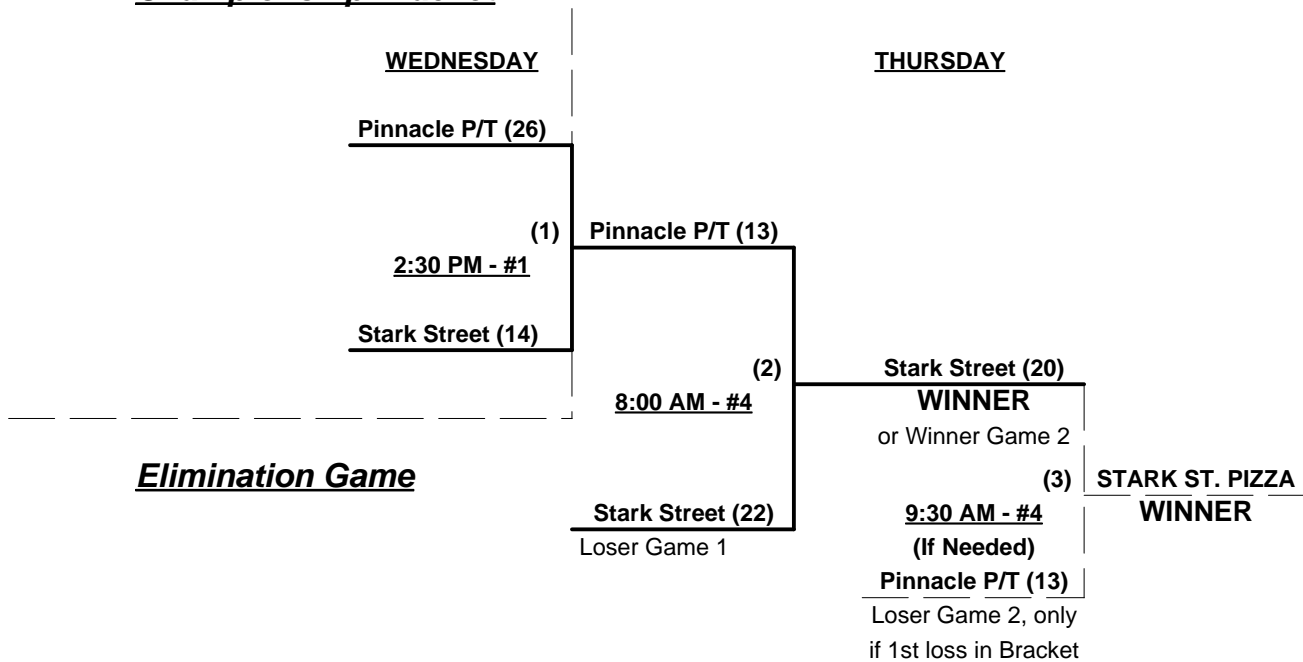 WEDNESDAY THURSDAY
Pinnacle P/T (26)
(1) Pinnacle P/T (13)
2:30 PM - #1
Stark Street (14)
(2) Stark Street (20)
8:00 AM - #4 WINNER
or Winner Game 2
Elimination Game
(3) STARK ST. PIZZA
Stark Street (22) 9:30 AM - #4 WINNER
Loser Game 1 (If Needed)
Pinnacle P/T (13)
Loser Game 2, only
if 1st loss in Bracket